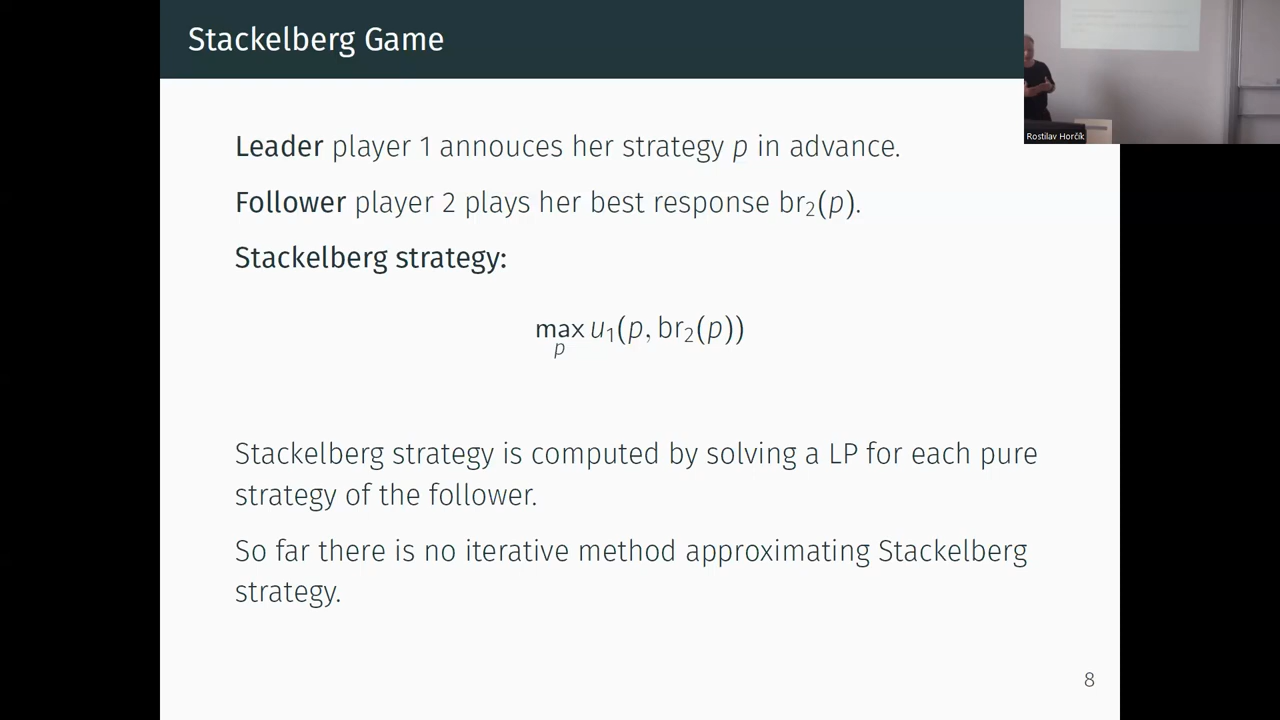 Stackelberg Game
Rostilav Horčík
Leader player 1 annouces her strategy p in advance.
Follower player 2 plays her best response br₂(p).
Stackelberg strategy:
max u₁(p, br₂(p))
p
Stackelberg strategy is computed by solving a LP for each pure
strategy of the follower.
So far there is no iterative method approximating Stackelberg
strategy.
8